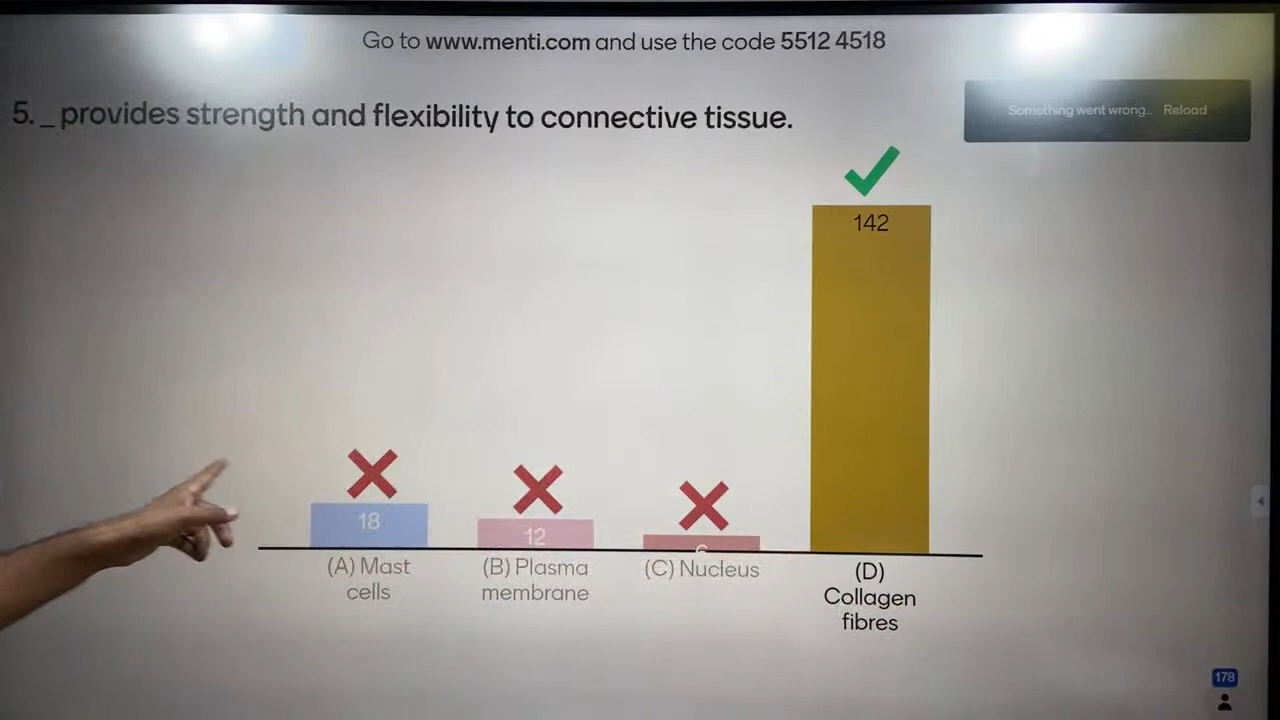 Go to www.menti.com and use the code 5512 4518
Something went wrong... Reload
5. _ provides strength and flexibility to connective tissue.
142
18
12
6
(A) Mast
cells
(B) Plasma
membrane
(C) Nucleus
(D)
Collagen
fibres
178